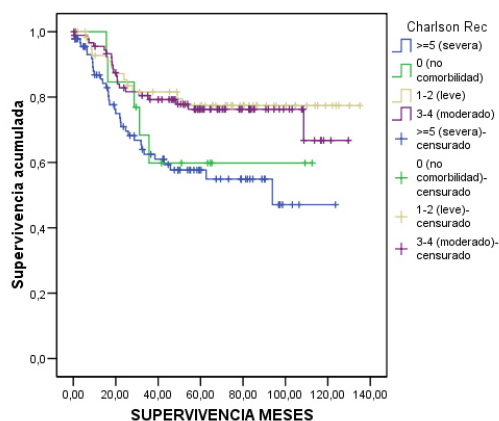 Charlson Rec
>=5 (severa)
0 (no
comorbilidad)
1-2 (leve)
3-4 (moderado)
>=5 (severa)-
censurado
0 (no
comorbilidad)-
censurado
1-2 (leve)-
censurado
3-4 (moderado)-
censurado
Supervivencia acumulada
1,0
0,8
0,6
0,4
0,2
0,0
0,00 20,00 40,00 60,00 80,00 100,00 120,00 140,00
SUPERVIVENCIA MESES